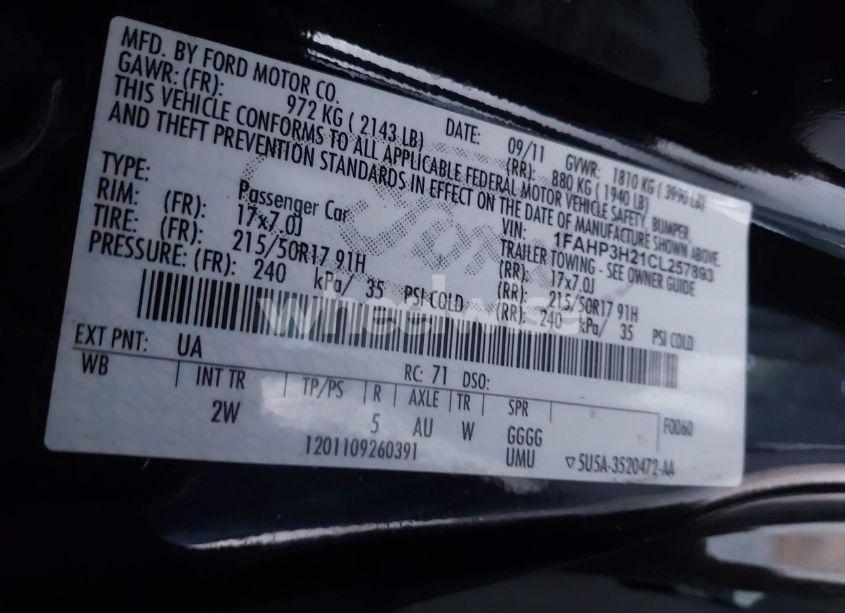 MFD. BY FORD MOTOR CO.
DATE: 09/11 GVWR: 1810 KG ( 3990 LB)
GAWR: (FR): 972 KG ( 2143 LB) (RR): 880 KG ( 1940 LB)
THIS VEHICLE CONFORMS TO ALL APPLICABLE FEDERAL MOTOR VEHICLE SAFETY, BUMPER,
AND THEFT PREVENTION STANDARDS IN EFFECT ON THE DATE OF MANUFACTURE SHOWN ABOVE.
VIN: 1FAHP3H21CL257893
TYPE: Passenger Car TRAILER TOWING - SEE OWNER GUIDE
RIM: (FR): 17x7.0J (RR): 17x7.0J
TIRE: (FR): 215/50R17 91H (RR): 215/50R17 91H
PRESSURE: (FR): 240 kPa/ 35 PSI COLD (RR): 240 kPa/ 35 PSI COLD
Ford
wheelwise
EXT PNT: UA RC: 71 DSO:
WB INT TR TP/PS R AXLE TR SPR F0060
2W 5 AU W GGGG
1201109260391 UMU ▽5U5A-3520472-AA